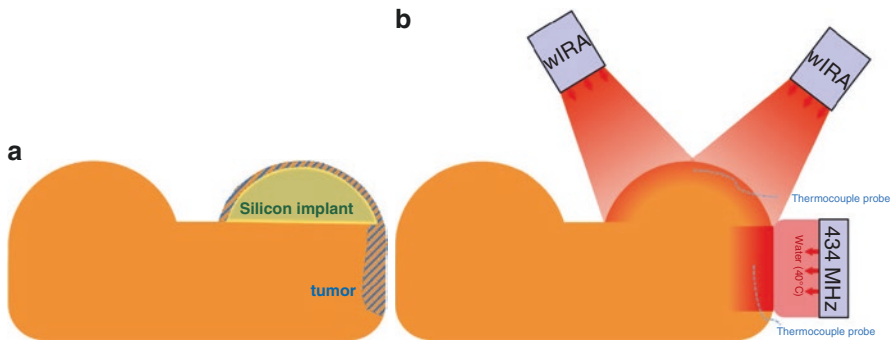 a
Silicon implant
tumor
b
wIRA
wIRA
Thermocouple probe
434 MHz
Water (40°C)
Thermocouple probe